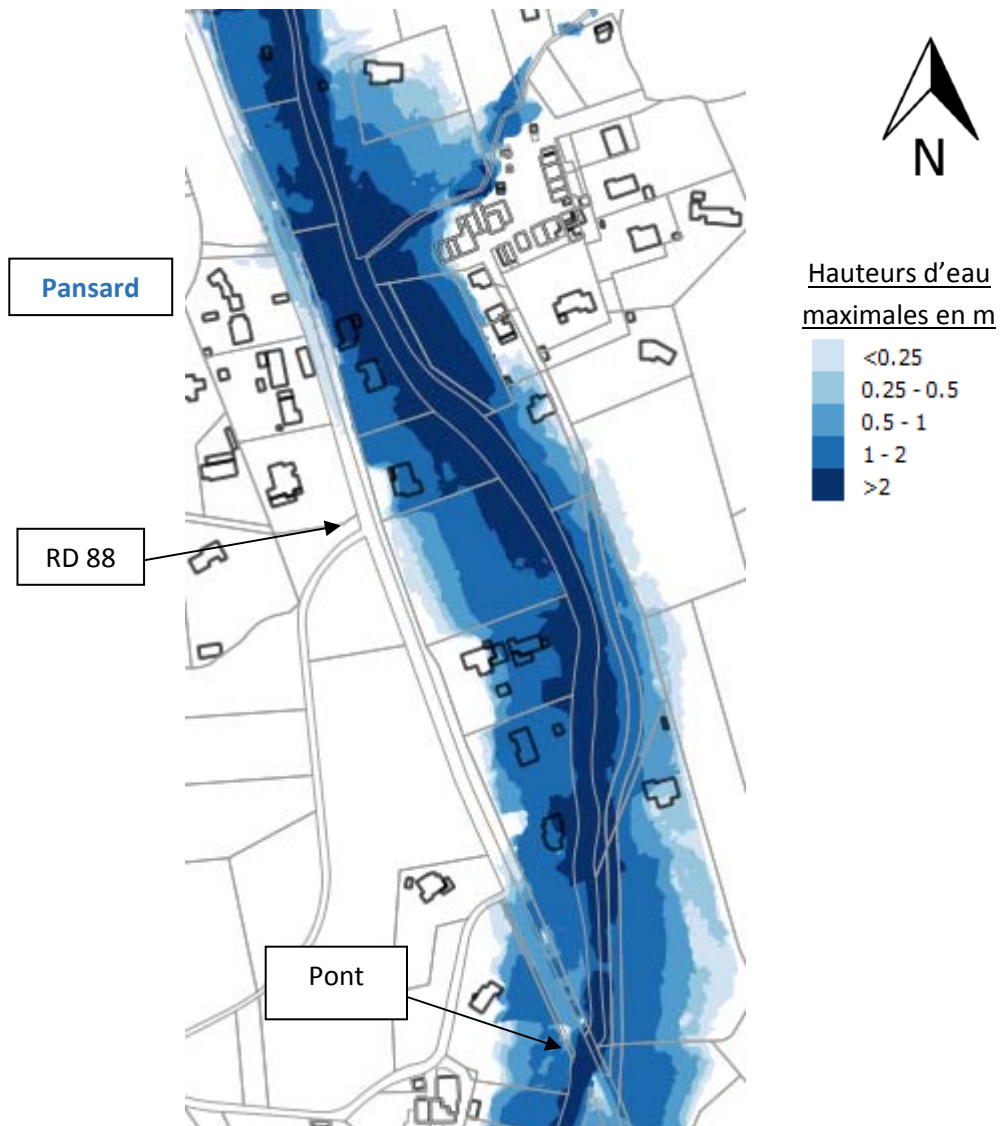 N
Pansard
Hauteurs d'eau
maximales en m
<0.25
0.25 - 0.5
0.5 - 1
1 - 2
>2
RD 88
Pont